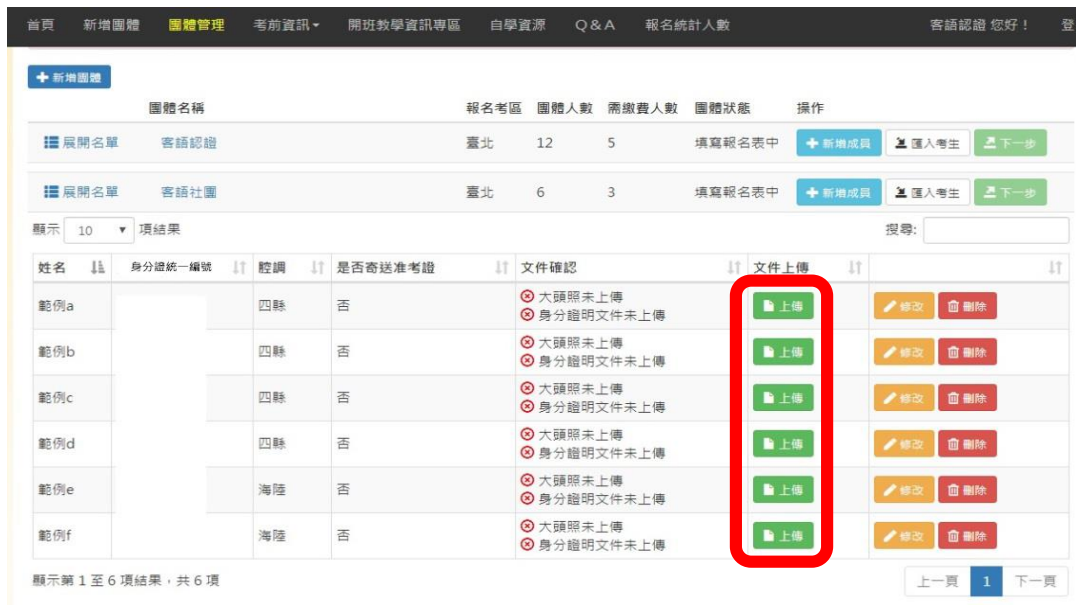 首頁 新增團體 團體管理 考前資訊 開班教學資訊專區 自學資源 Q&A 報名統計人數 客語認證 您好！ 登
新增團體
團體名稱 報名考區 團體人數 需繳費人數 團體狀態 操作
展開名單 客語認證 臺北 12 5 填寫報名表中 新增成員 匯入考生 下一步
展開名單 客語社團 臺北 6 3 填寫報名表中 新增成員 匯入考生 下一步
顯示 10 項結果 搜尋:
姓名 身分證統一編號 腔調 是否寄送准考證 文件確認 文件上傳
範例a 四縣 否 大頭照未上傳 上傳 修改 刪除
身分證明文件未上傳
範例b 四縣 否 大頭照未上傳 上傳 修改 刪除
身分證明文件未上傳
範例c 四縣 否 大頭照未上傳 上傳 修改 刪除
身分證明文件未上傳
範例d 四縣 否 大頭照未上傳 上傳 修改 刪除
身分證明文件未上傳
範例e 海陸 否 大頭照未上傳 上傳 修改 刪除
身分證明文件未上傳
範例f 海陸 否 大頭照未上傳 上傳 修改 刪除
身分證明文件未上傳
顯示第 1 至 6 項結果，共 6 項 上一頁 1 下一頁